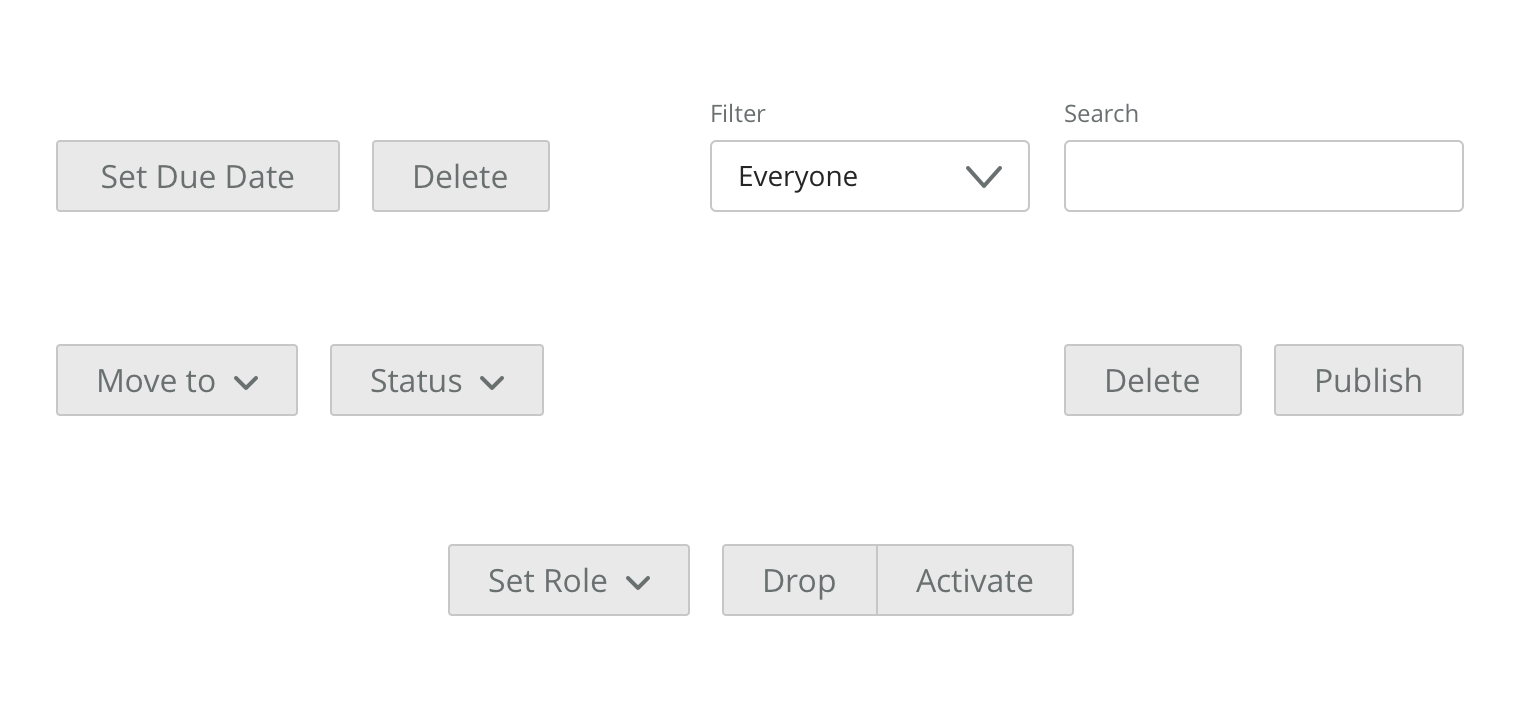 Filter Search
Set Due Date Delete Everyone
Move to Status Delete Publish
Set Role Drop Activate